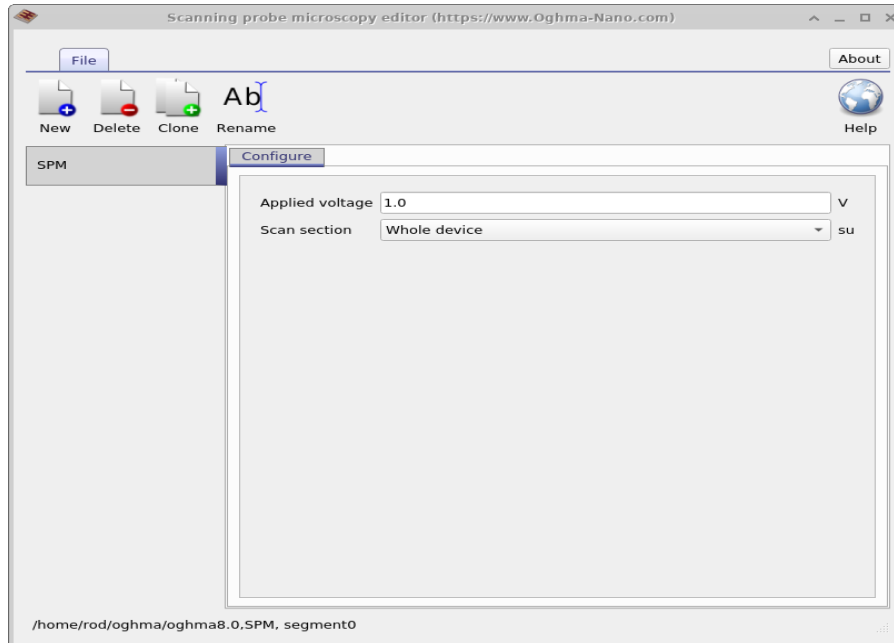 Scanning probe microscopy editor (https://www.Oghma-Nano.com)
File
About
Ab
New
Delete
Clone
Rename
Help
SPM
Configure
Applied voltage 1.0 V
Scan section Whole device su
/home/rod/oghma/oghma8.0,SPM, segment0